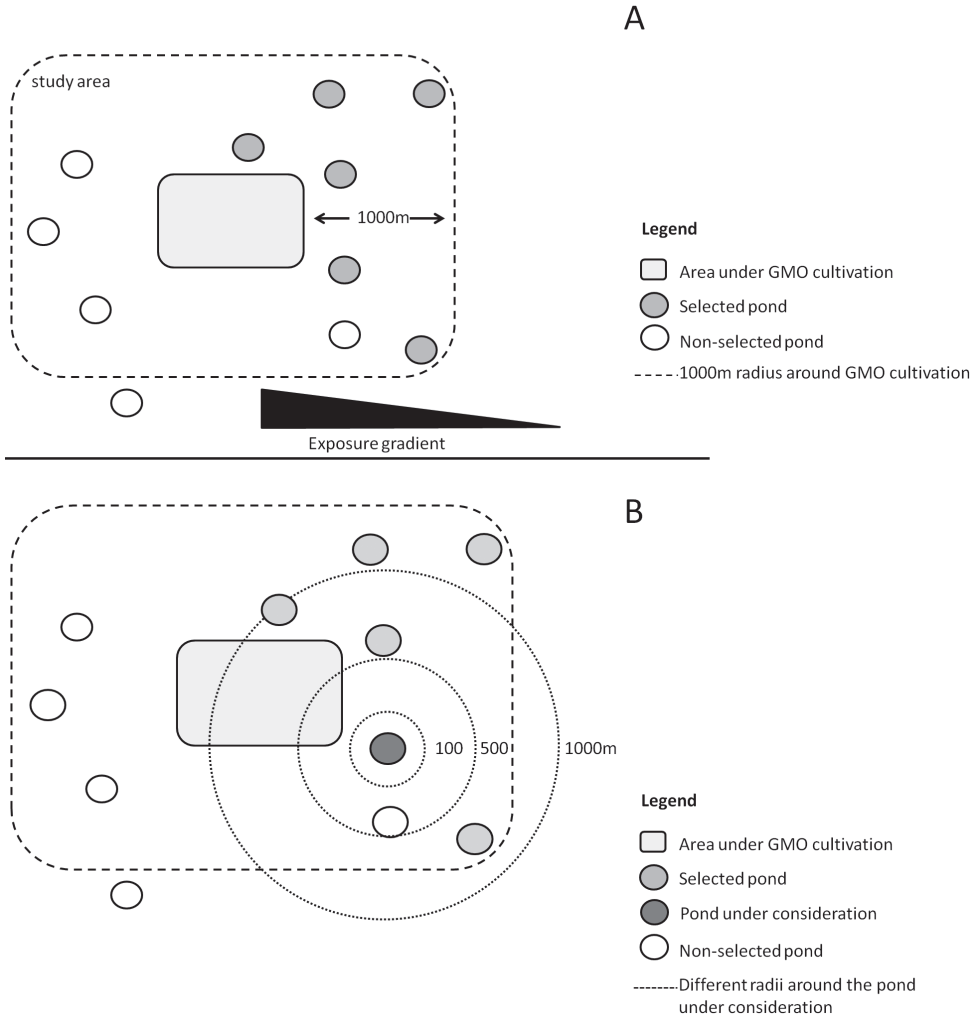 A
study area
1000m
Legend
Area under GMO cultivation
Selected pond
Non-selected pond
1000m radius around GMO cultivation
Exposure gradient
B
100 500 1000m
Legend
Area under GMO cultivation
Selected pond
Pond under consideration
Non-selected pond
Different radii around the pond
under consideration